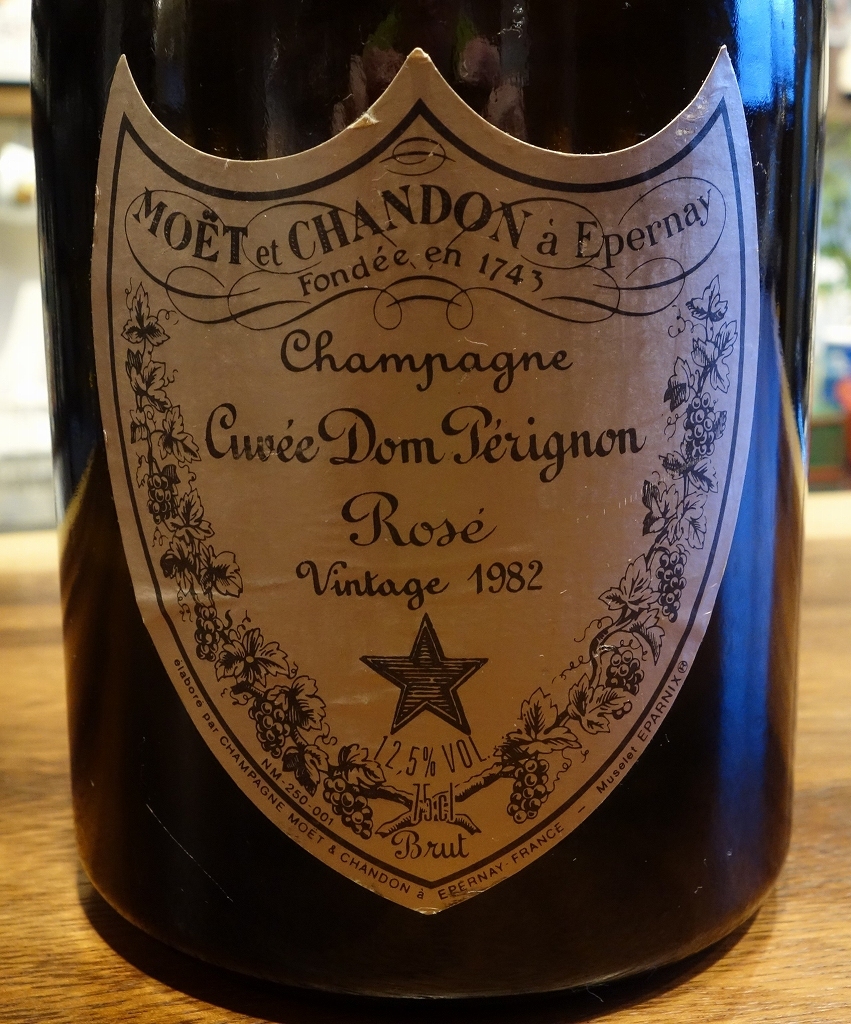 MOËT et CHANDON à Epernay
Fondée en 1743
Champagne
Cuvée Dom Pérignon
Rosé
Vintage 1982
12,5% VOL
75cl
Brut
NM-250-001
élaboré par CHAMPAGNE MOËT & CHANDON à EPERNAY-FRANCE — Muselet EPARNIX®